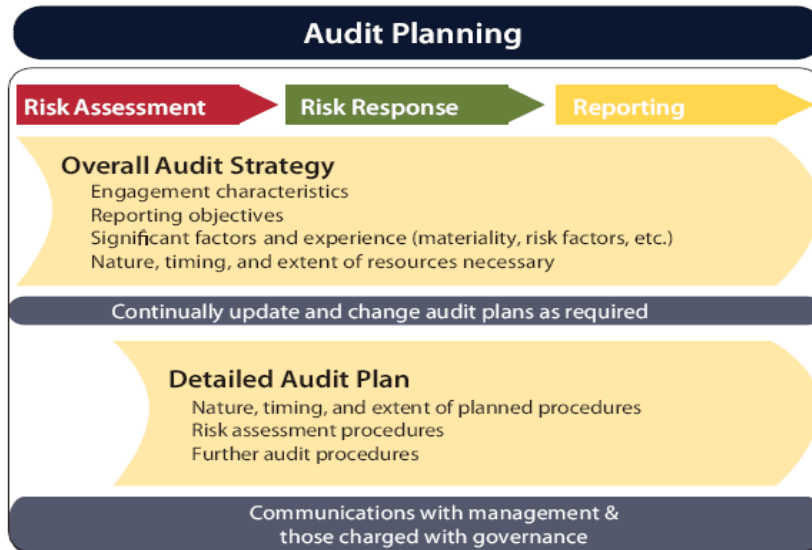 Audit Planning
Risk Assessment
Risk Response
Reporting
Overall Audit Strategy
Engagement characteristics
Reporting objectives
Significant factors and experience (materiality, risk factors, etc.)
Nature, timing, and extent of resources necessary
Continually update and change audit plans as required
Detailed Audit Plan
Nature, timing, and extent of planned procedures
Risk assessment procedures
Further audit procedures
Communications with management &
those charged with governance